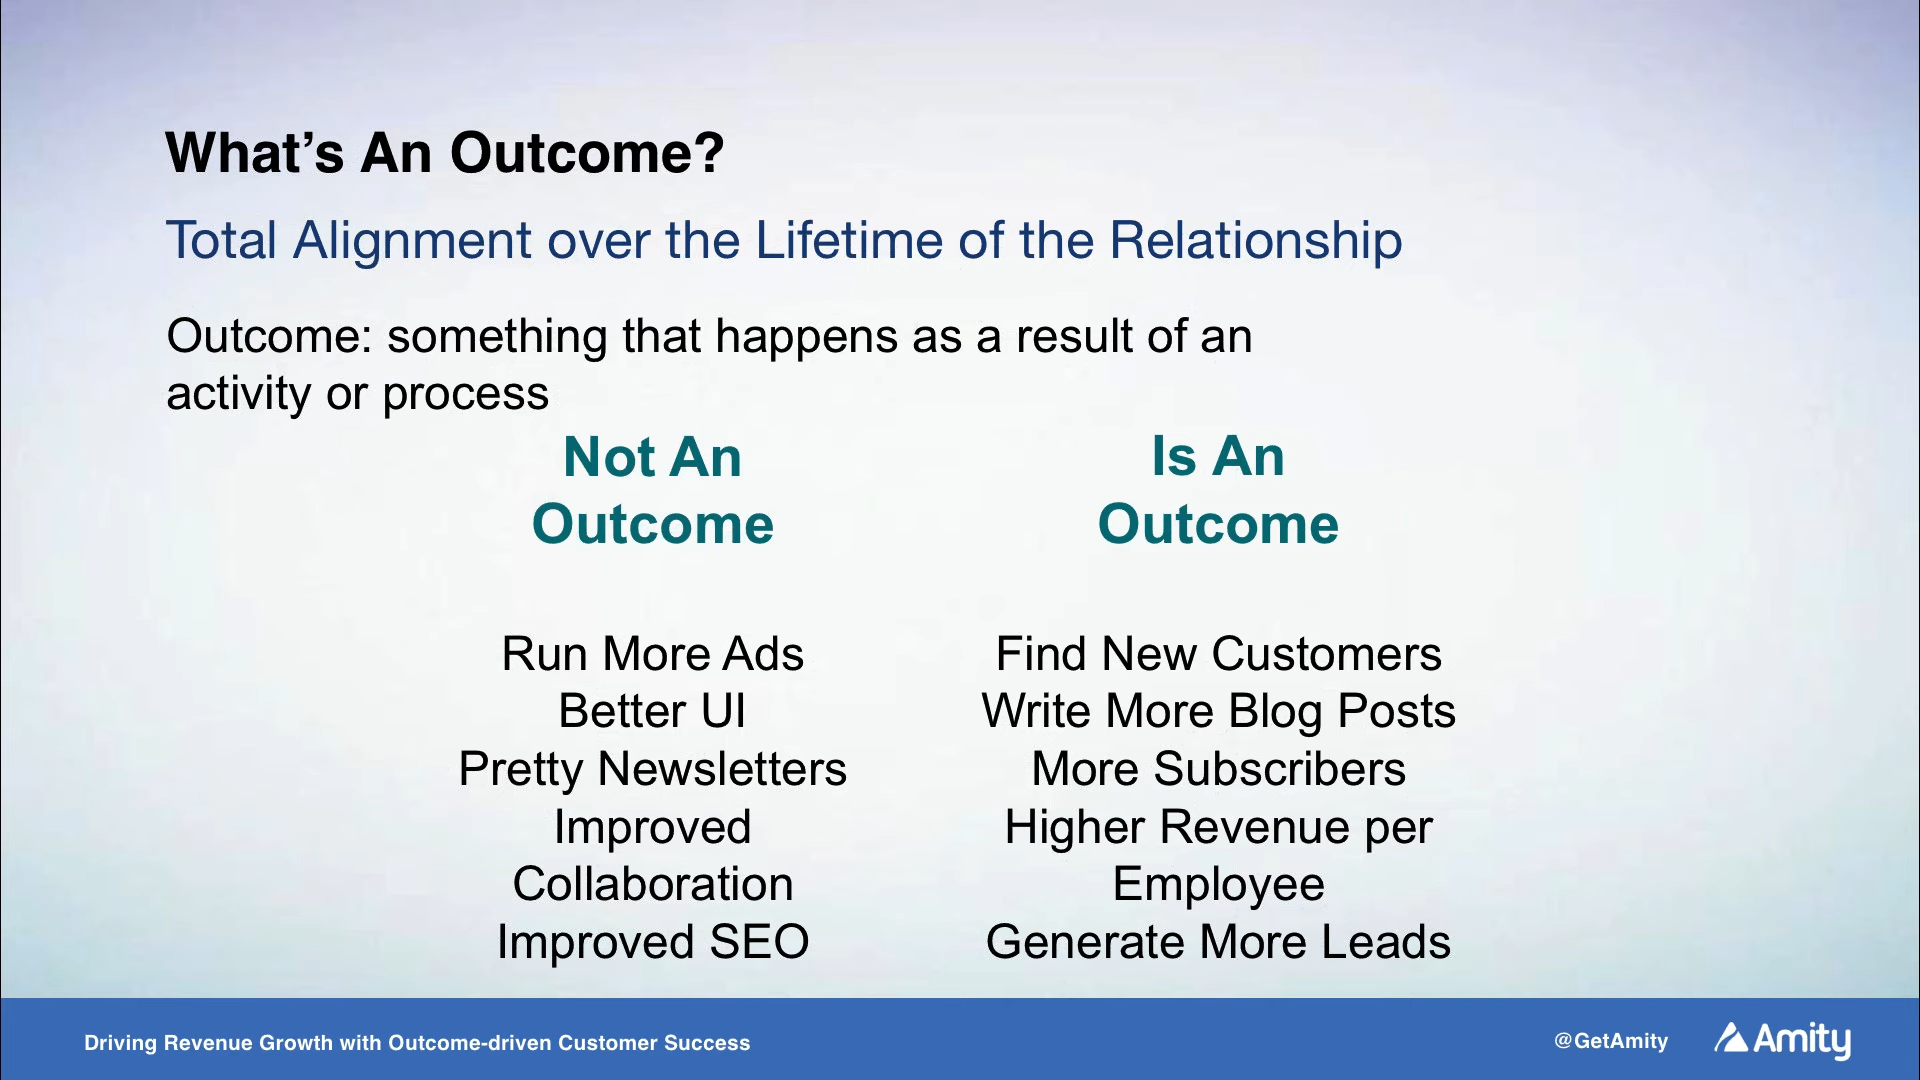 What’s An Outcome?
Total Alignment over the Lifetime of the Relationship
Outcome: something that happens as a result of an
activity or process
Not An
Outcome
Run More Ads
Better UI
Pretty Newsletters
Improved
Collaboration
Improved SEO
Is An
Outcome
Find New Customers
Write More Blog Posts
More Subscribers
Higher Revenue per
Employee
Generate More Leads
Driving Revenue Growth with Outcome-driven Customer Success
@GetAmity
Amity